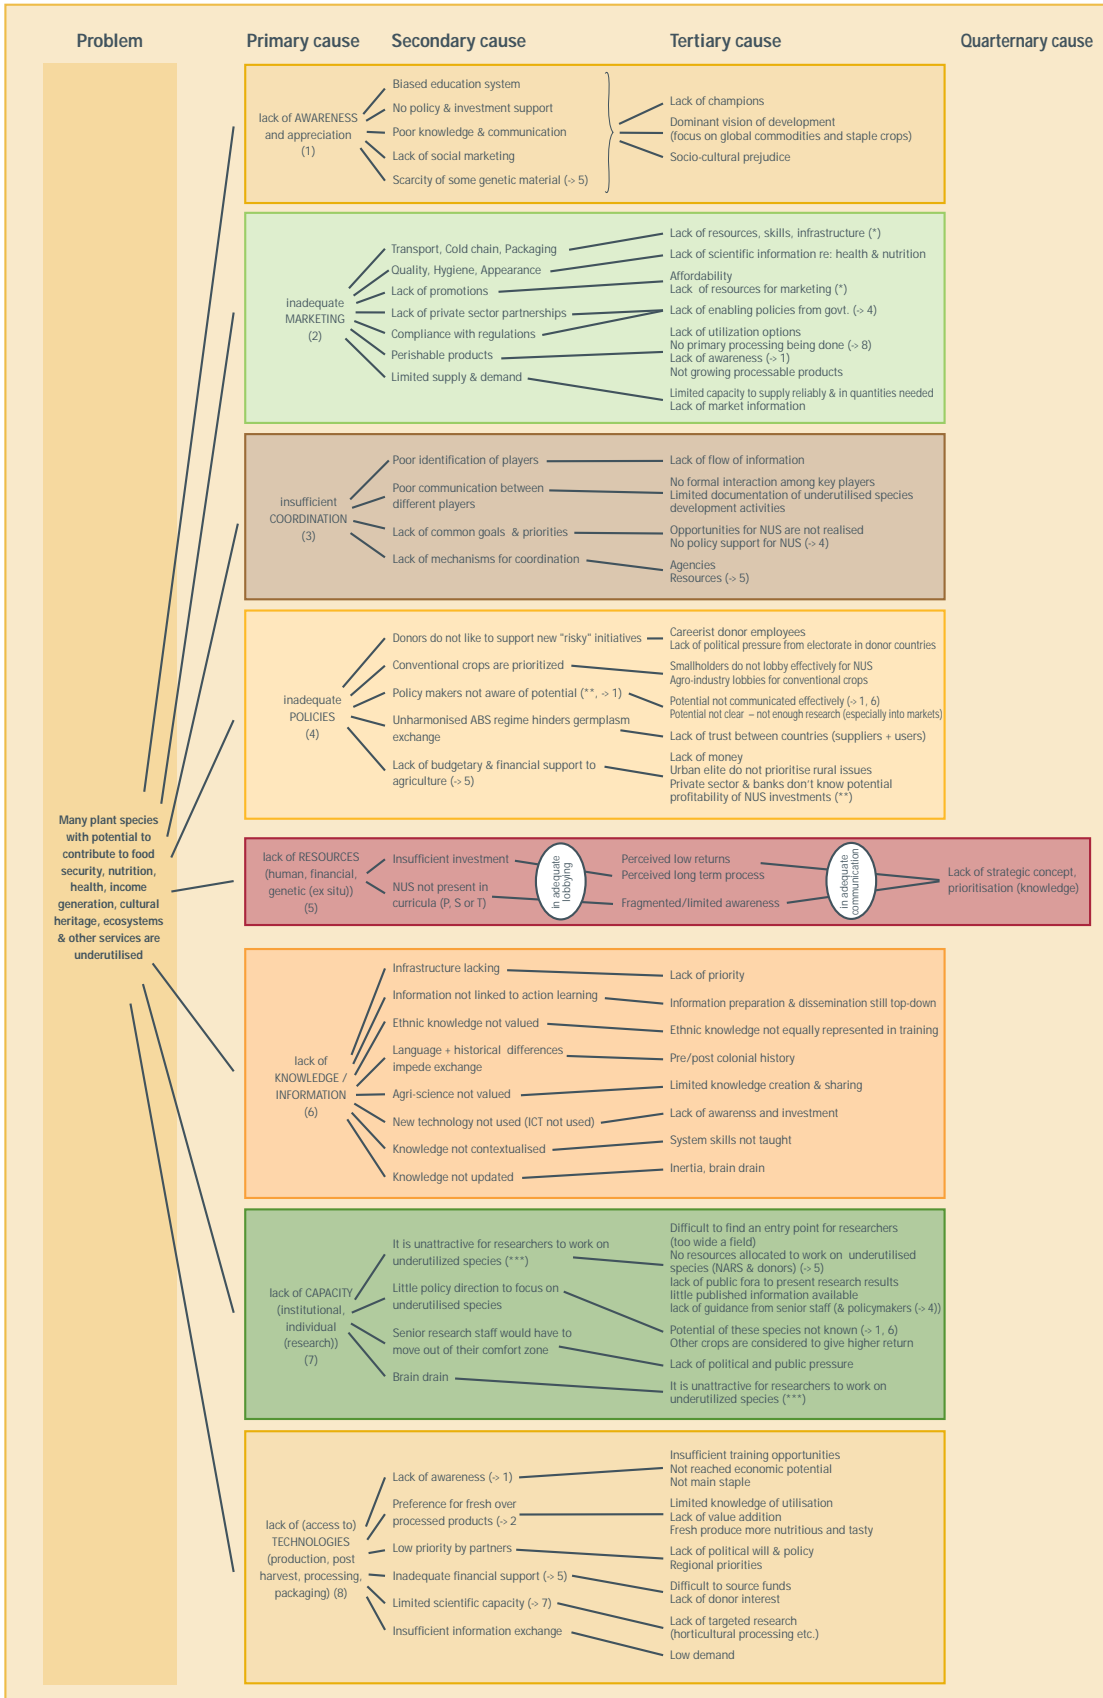 Problem
Primary cause
Secondary cause
Tertiary cause
Quarternary cause
Many plant species
with potential to
contribute to food
security, nutrition,
health, income
generation, cultural
heritage, ecosystems
& other services are
underutilised
lack of AWARENESS
and appreciation
(1)
Biased education system
No policy & investment support
Poor knowledge & communication
Lack of social marketing
Scarcity of some genetic material (-> 5)
Lack of champions
Dominant vision of development
(focus on global commodities and staple crops)
Socio-cultural prejudice
inadequate
MARKETING
(2)
Transport, Cold chain, Packaging
Quality, Hygiene, Appearance
Lack of promotions
Lack of private sector partnerships
Compliance with regulations
Perishable products
Limited supply & demand
Lack of resources, skills, infrastructure (*)
Lack of scientific information re: health & nutrition
Affordability
Lack of resources for marketing (*)
Lack of enabling policies from govt. (-> 4)
Lack of utilization options
No primary processing being done (-> 8)
Lack of awareness (-> 1)
Not growing processable products
Limited capacity to supply reliably & in quantities needed
Lack of market information
insufficient
COORDINATION
(3)
Poor identification of players
Poor communication between
different players
Lack of common goals & priorities
Lack of mechanisms for coordination
Lack of flow of information
No formal interaction among key players
Limited documentation of underutilised species
development activities
Opportunities for NUS are not realised
No policy support for NUS (-> 4)
Agencies
Resources (-> 5)
inadequate
POLICIES
(4)
Donors do not like to support new "risky" initiatives
Conventional crops are prioritized
Policy makers not aware of potential (**, -> 1)
Unharmonised ABS regime hinders germplasm
exchange
Lack of budgetary & financial support to
agriculture (-> 5)
Careerist donor employees
Lack of political pressure from electorate in donor countries
Smallholders do not lobby effectively for NUS
Agro-industry lobbies for conventional crops
Potential not communicated effectively (-> 1, 6)
Potential not clear – not enough research (especially into markets)
Lack of trust between countries (suppliers + users)
Lack of money
Urban elite do not prioritise rural issues
Private sector & banks don't know potential
profitability of NUS investments (**)
lack of RESOURCES
(human, financial,
genetic (ex situ))
(5)
Insufficient investment
NUS not present in
curricula (P, S or T)
in adequate
lobbying
Perceived low returns
Perceived long term process
Fragmented/limited awareness
in adequate
communication
Lack of strategic concept,
prioritisation (knowledge)
lack of
KNOWLEDGE /
INFORMATION
(6)
Infrastructure lacking
Information not linked to action learning
Ethnic knowledge not valued
Language + historical differences
impede exchange
Agri-science not valued
New technology not used (ICT not used)
Knowledge not contextualised
Knowledge not updated
Lack of priority
Information preparation & dissemination still top-down
Ethnic knowledge not equally represented in training
Pre/post colonial history
Limited knowledge creation & sharing
Lack of awarenss and investment
System skills not taught
Inertia, brain drain
lack of CAPACITY
(institutional,
individual
(research))
(7)
It is unattractive for researchers to work on
underutilized species (***)
Little policy direction to focus on
underutilised species
Senior research staff would have to
move out of their comfort zone
Brain drain
Difficult to find an entry point for researchers
(too wide a field)
No resources allocated to work on underutilised
species (NARS & donors) (-> 5)
lack of public fora to present research results
little published information available
lack of guidance from senior staff (& policymakers (-> 4))
Potential of these species not known (-> 1, 6)
Other crops are considered to give higher return
Lack of political and public pressure
It is unattractive for researchers to work on
underutilized species (***)
lack of (access to)
TECHNOLOGIES
(production, post
harvest, processing,
packaging) (8)
Lack of awareness (-> 1)
Preference for fresh over
processed products (-> 2
Low priority by partners
Inadequate financial support (-> 5)
Limited scientific capacity (-> 7)
Insufficient information exchange
Insufficient training opportunities
Not reached economic potential
Not main staple
Limited knowledge of utilisation
Lack of value addition
Fresh produce more nutritious and tasty
Lack of political will & policy
Regional priorities
Difficult to source funds
Lack of donor interest
Lack of targeted research
(horticultural processing etc.)
Low demand